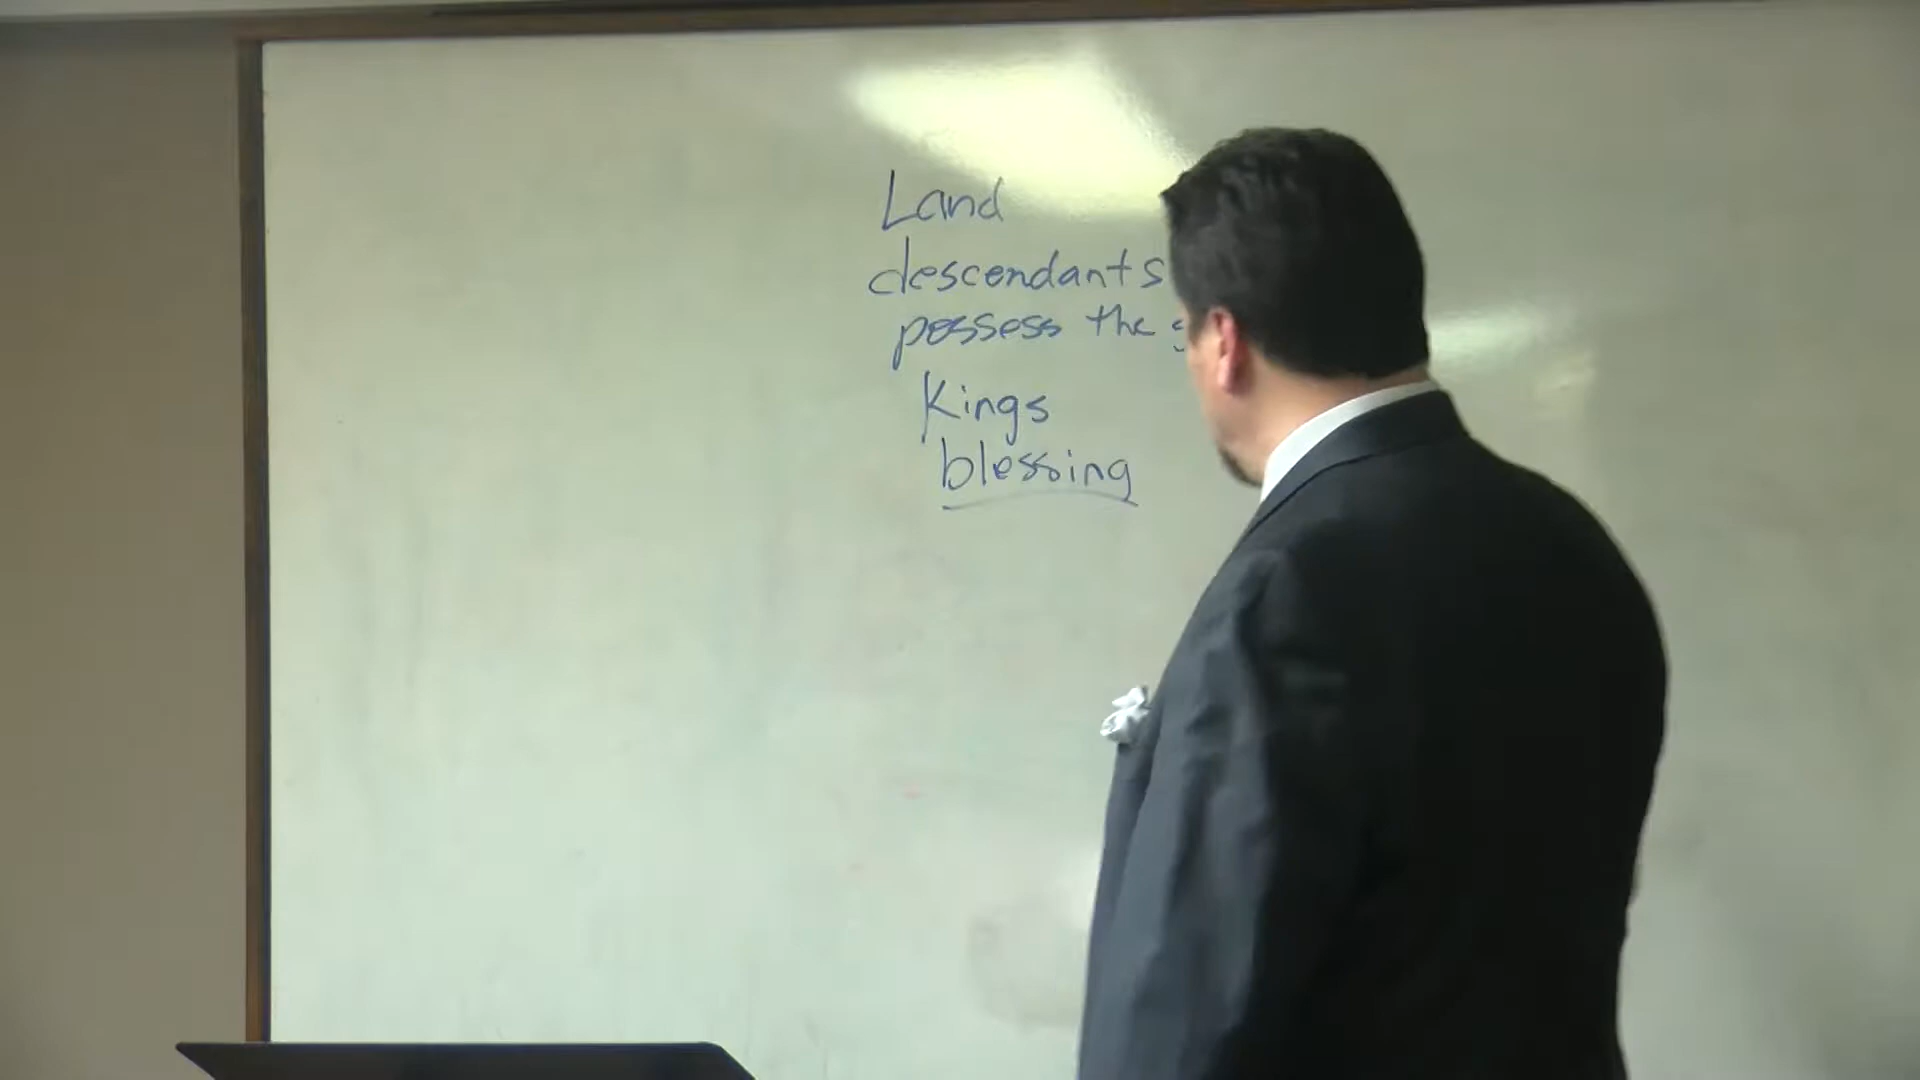 Land
descendants
possess the
Kings
blessing